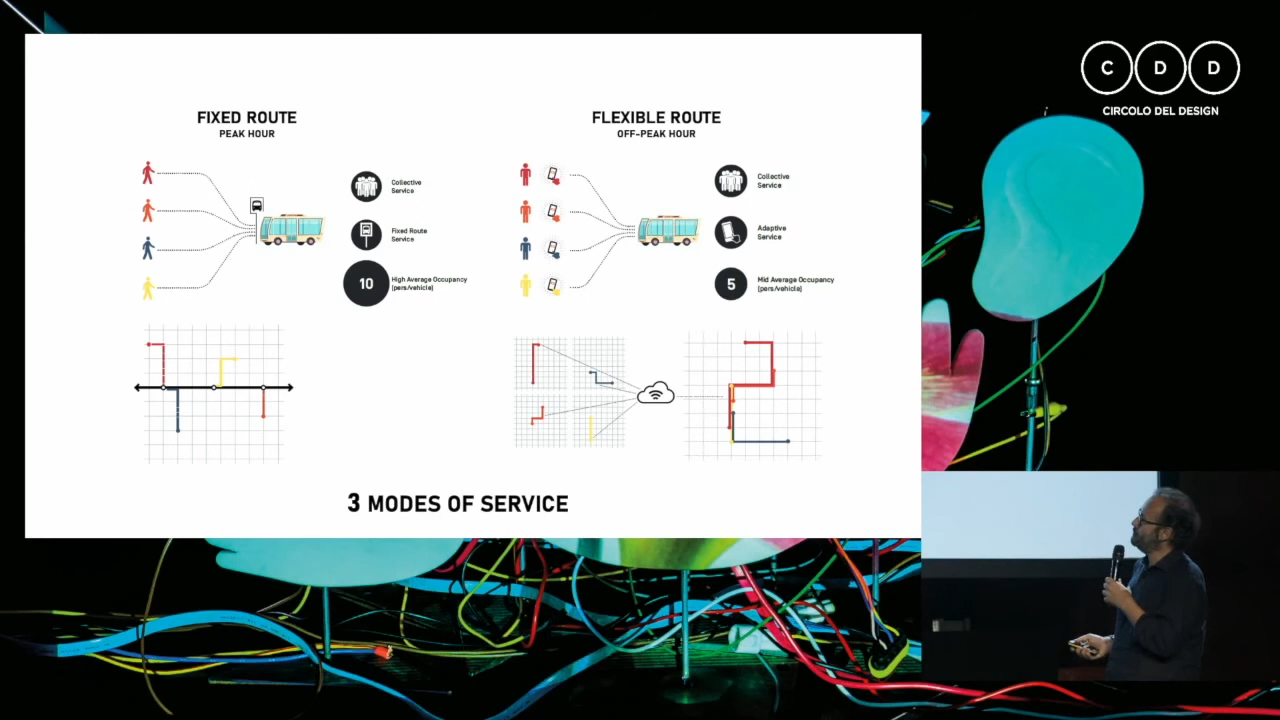 FIXED ROUTE
PEAK HOUR
Collective
Service
Fixed Route
Service
10
High Average Occupancy
(pers/vehicle)
FLEXIBLE ROUTE
OFF-PEAK HOUR
Collective
Service
Adaptive
Service
5
Mid Average Occupancy
(pers/vehicle)
3 MODES OF SERVICE
C D D
CIRCOLO DEL DESIGN